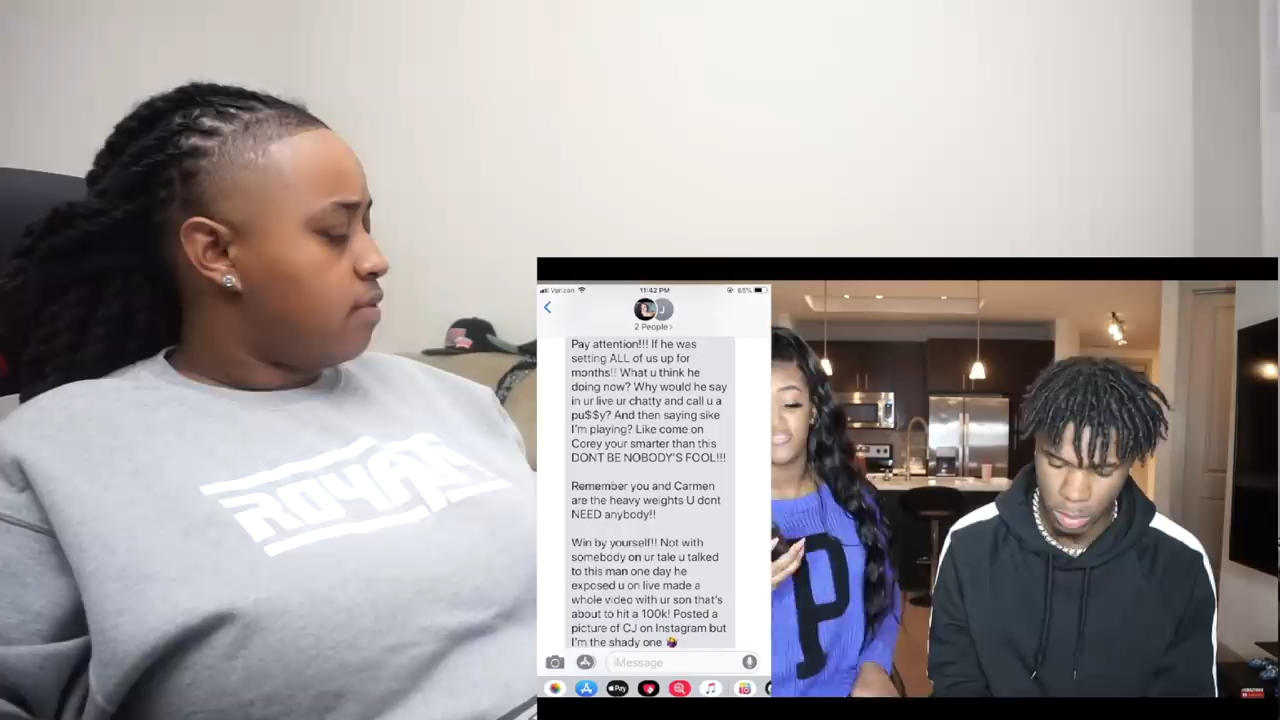 ROYAL
Verizon
11:42 PM
65%
J
2 People
Pay attention!!! If he was
setting ALL of us up for
months!! What u think he
doing now? Why would he say
in ur live ur chatty and call u a
pu$$y? And then saying sike
I'm playing? Like come on
Corey your smarter than this
DONT BE NOBODY'S FOOL!!!
Remember you and Carmen
are the heavy weights U dont
NEED anybody!!
Win by yourself!! Not with
somebody on ur tale u talked
to this man one day he
exposed u on live made a
whole video with ur son that's
about to hit a 100k! Posted a
picture of CJ on Instagram but
I'm the shady one 🤷🏽‍♀️
iMessage
Pay
P